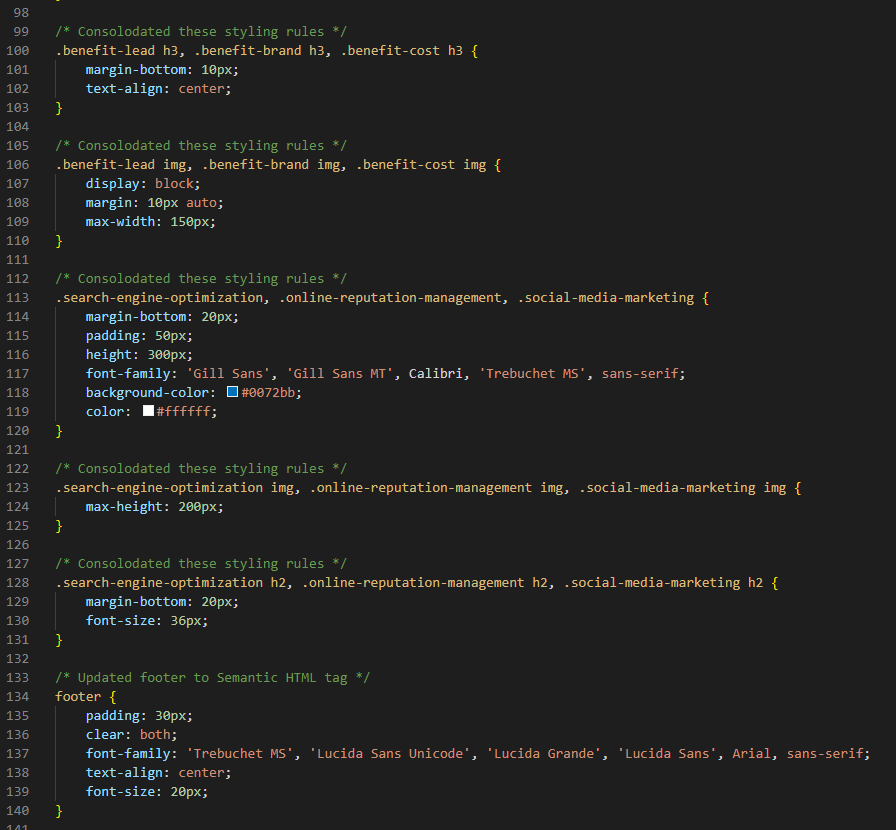 98
99 /* Consolodated these styling rules */
100 .benefit-lead h3, .benefit-brand h3, .benefit-cost h3 {
101 margin-bottom: 10px;
102 text-align: center;
103 }
104
105 /* Consolodated these styling rules */
106 .benefit-lead img, .benefit-brand img, .benefit-cost img {
107 display: block;
108 margin: 10px auto;
109 max-width: 150px;
110 }
111
112 /* Consolodated these styling rules */
113 .search-engine-optimization, .online-reputation-management, .social-media-marketing {
114 margin-bottom: 20px;
115 padding: 50px;
116 height: 300px;
117 font-family: 'Gill Sans', 'Gill Sans MT', Calibri, 'Trebuchet MS', sans-serif;
118 background-color: #0072bb;
119 color: #ffffff;
120 }
121
122 /* Consolodated these styling rules */
123 .search-engine-optimization img, .online-reputation-management img, .social-media-marketing img {
124 max-height: 200px;
125 }
126
127 /* Consolodated these styling rules */
128 .search-engine-optimization h2, .online-reputation-management h2, .social-media-marketing h2 {
129 margin-bottom: 20px;
130 font-size: 36px;
131 }
132
133 /* Updated footer to Semantic HTML tag */
134 footer {
135 padding: 30px;
136 clear: both;
137 font-family: 'Trebuchet MS', 'Lucida Sans Unicode', 'Lucida Grande', 'Lucida Sans', Arial, sans-serif;
138 text-align: center;
139 font-size: 20px;
140 }
141